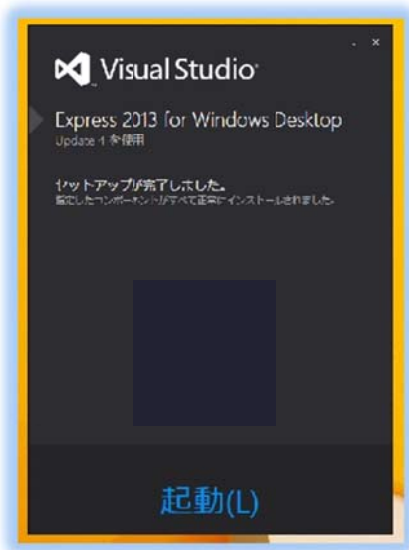 Visual Studio
Express 2013 for Windows Desktop
Update 4 を使用
セットアップが完了しました。
指定したコンポーネントがすべて正常にインストールされました。
起動(L)